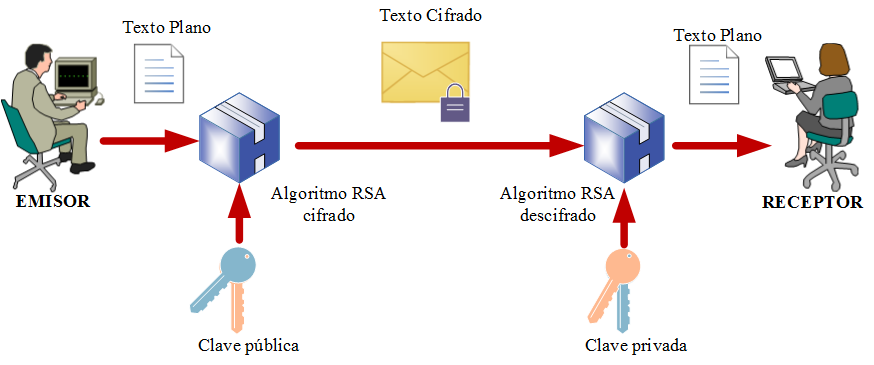 Texto Plano
Texto Cifrado
Texto Plano
EMISOR
Algoritmo RSA
cifrado
Algoritmo RSA
descifrado
RECEPTOR
Clave pública
Clave privada